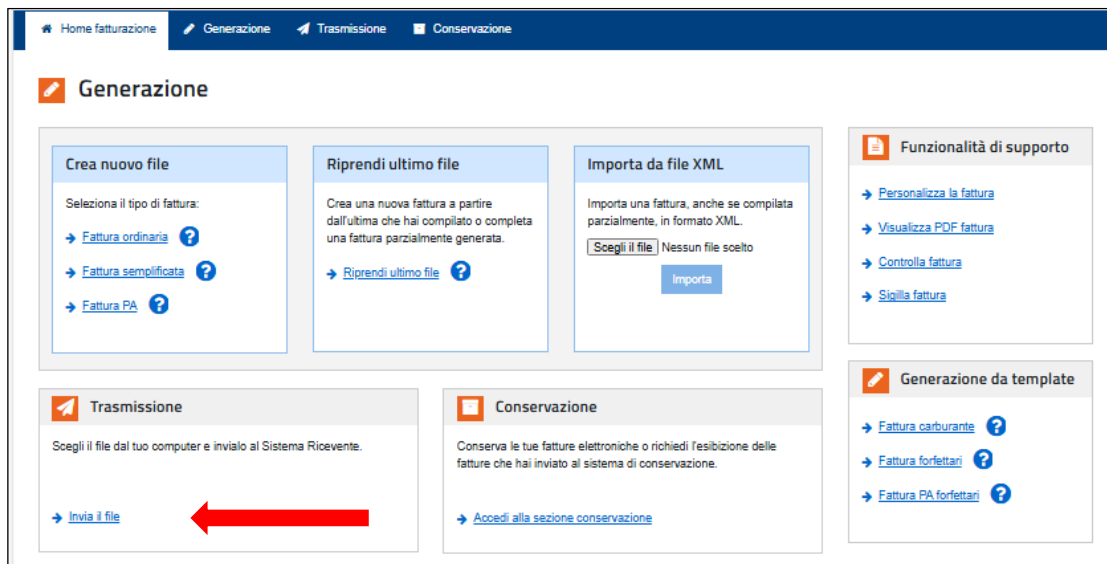 Home fatturazione
Generazione
Trasmissione
Conservazione
Generazione
Crea nuovo file
Seleziona il tipo di fattura:
Fattura ordinaria
Fattura semplificata
Fattura PA
Riprendi ultimo file
Crea una nuova fattura a partire
dall'ultima che hai compilato o completa
una fattura parzialmente generata.
Riprendi ultimo file
Importa da file XML
Importa una fattura, anche se compilata
parzialmente, in formato XML.
Scegli il file Nessun file scelto
Importa
Funzionalità di supporto
Personalizza la fattura
Visualizza PDF fattura
Controlla fattura
Sigilla fattura
Trasmissione
Scegli il file dal tuo computer e invialo al Sistema Ricevente.
Invia il file
Conservazione
Conserva le tue fatture elettroniche o richiedi l'esibizione delle
fatture che hai inviato al sistema di conservazione.
Accedi alla sezione conservazione
Generazione da template
Fattura carburante
Fattura forfettari
Fattura PA forfettari